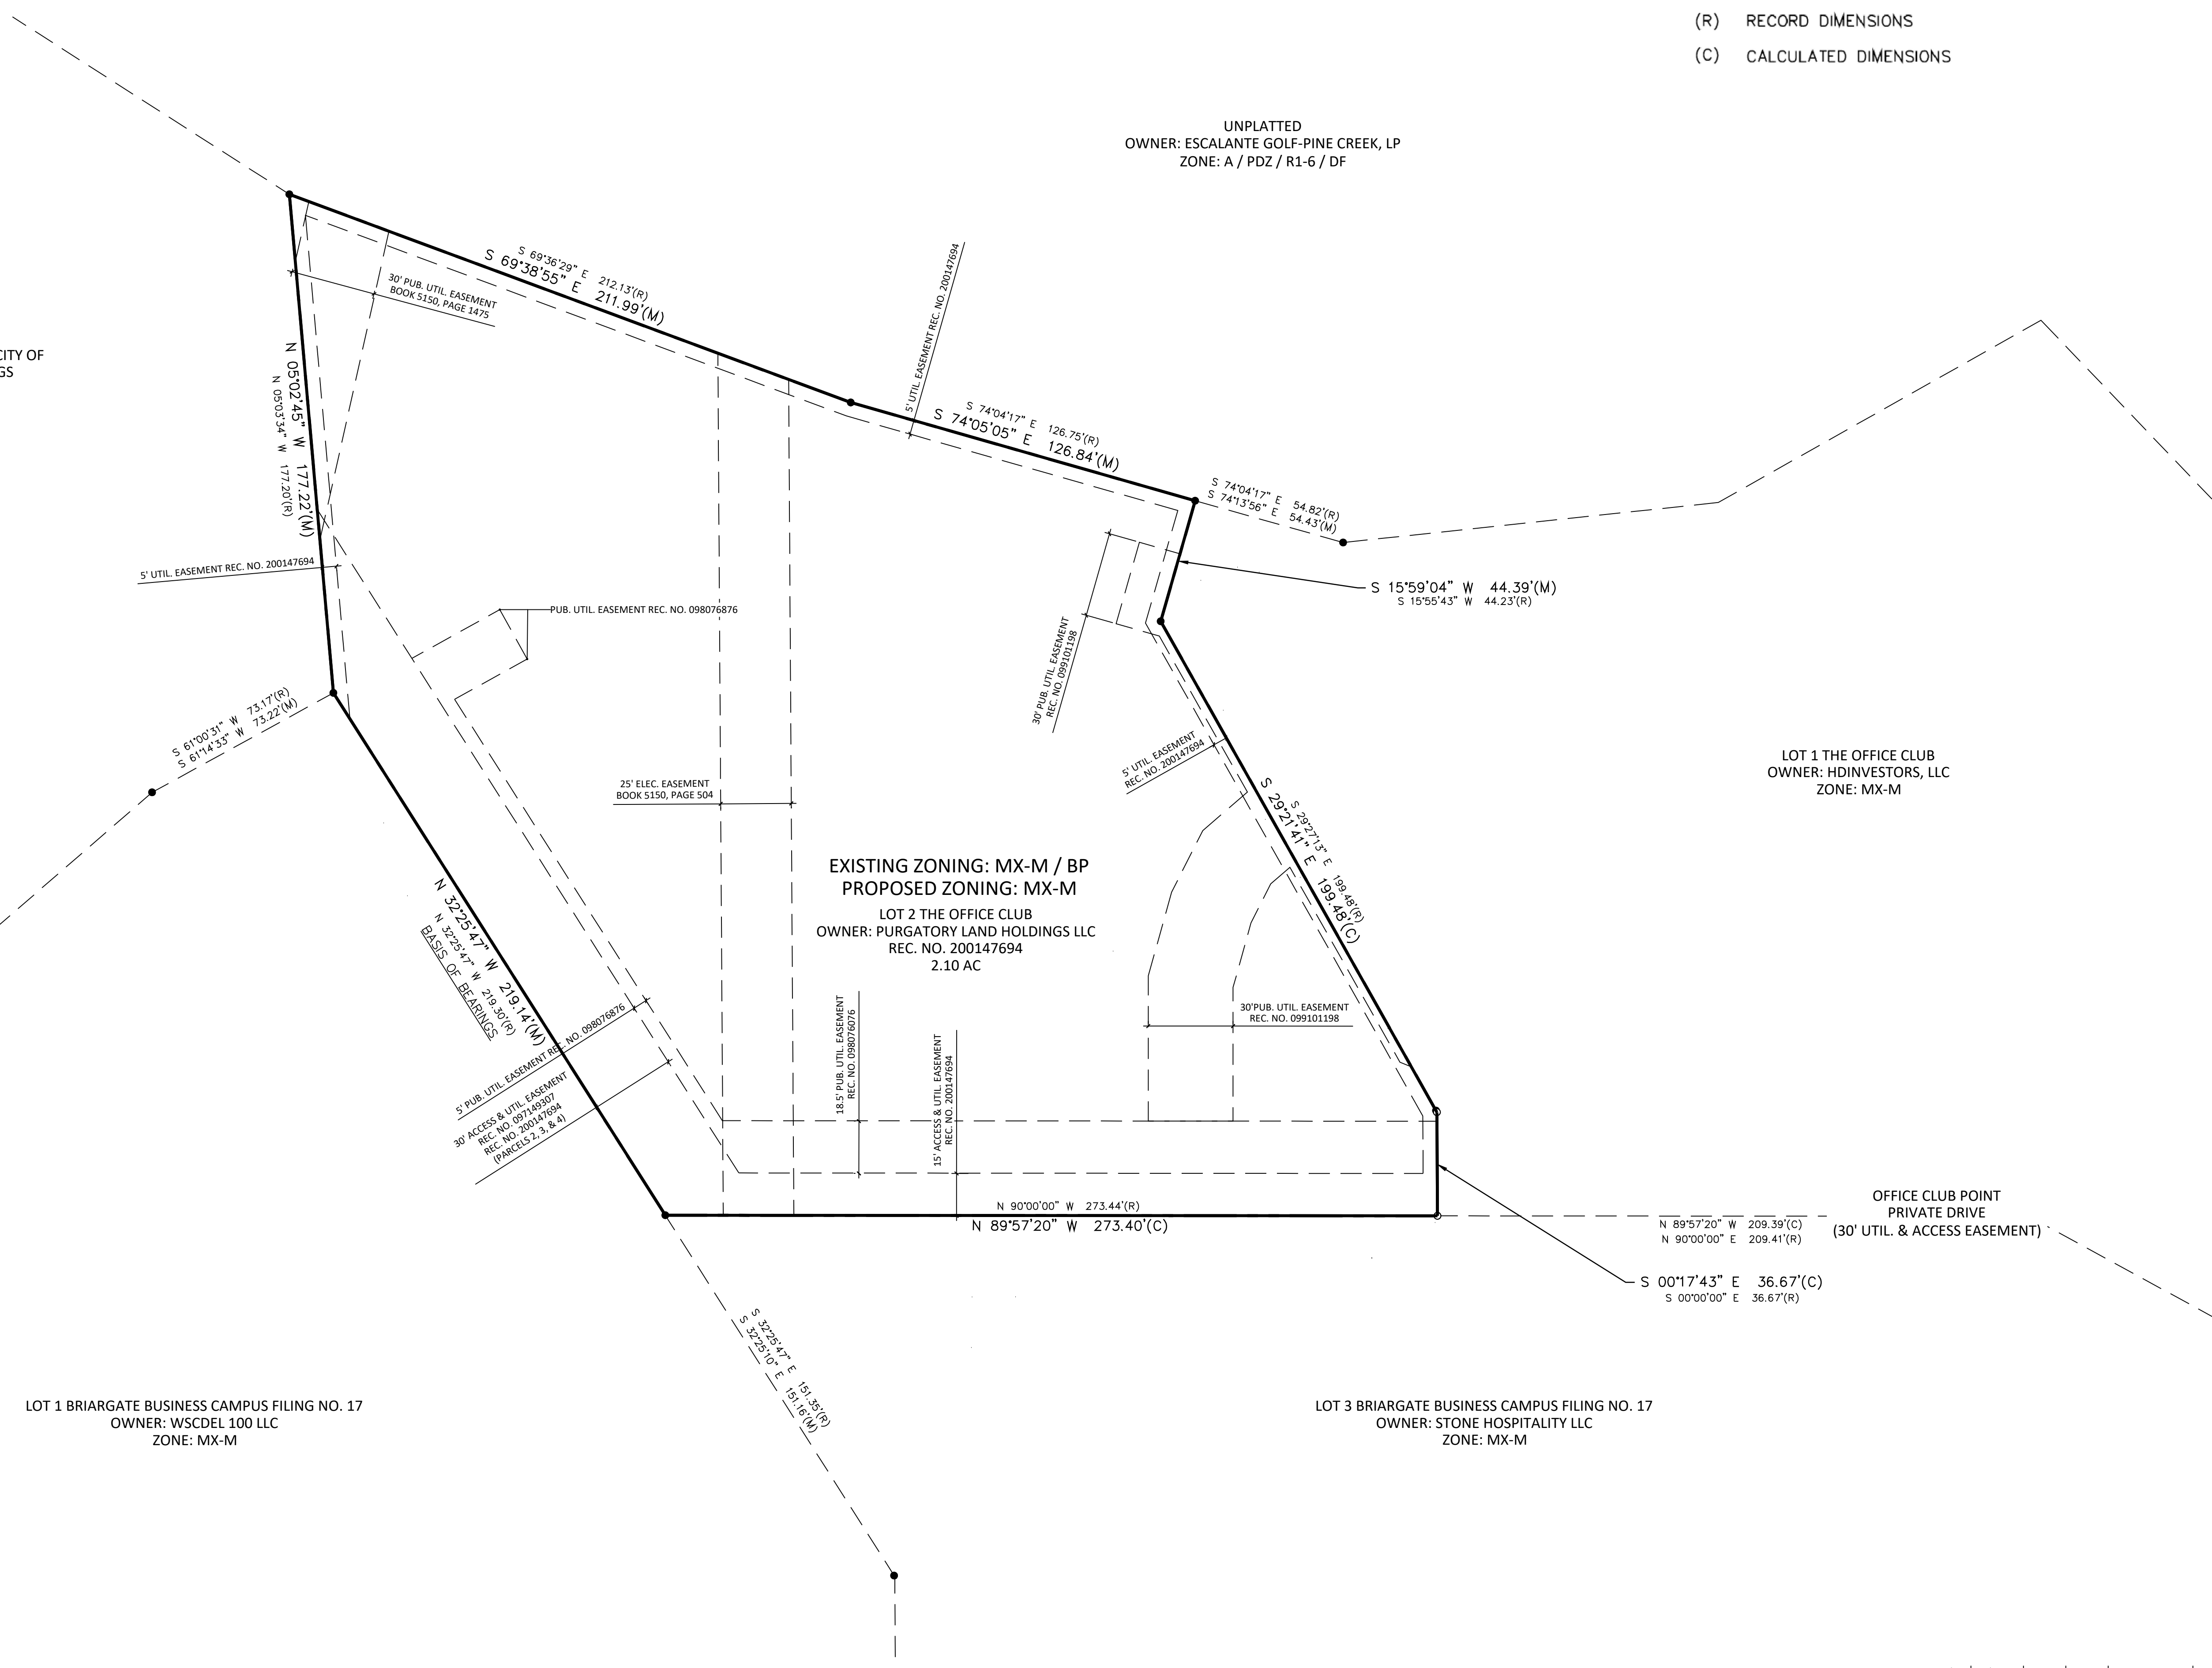 (R) RECORD DIMENSIONS
(C) CALCULATED DIMENSIONS
UNPLATTED
OWNER: ESCALANTE GOLF-PINE CREEK, LP
ZONE: A / PDZ / R1-6 / DF
S 69°36'29" E 212.13'(R)
S 69°38'55" E 211.99'(M)
30' PUB. UTIL. EASEMENT
BOOK 5150, PAGE 1475
5' UTIL. EASEMENT REC. NO. 200147694
S 74°04'17" E 126.75'(R)
S 74°05'05" E 126.84'(M)
S 74°04'17" E 54.82'(R)
S 74°13'56" E 54.43'(M)
CITY OF
GS
N 05°02'45" W 177.22'(M)
N 05°03'34" W 177.20'(R)
5' UTIL. EASEMENT REC. NO. 200147694
S 15°59'04" W 44.39'(M)
S 15°55'43" W 44.23'(R)
PUB. UTIL. EASEMENT REC. NO. 098076876
30' PUB. UTIL. EASEMENT
REC. NO. 099101198
S 61°00'31" W 73.17'(R)
S 61°14'33" W 73.22'(M)
5' UTIL. EASEMENT
REC. NO. 200147694
25' ELEC. EASEMENT
BOOK 5150, PAGE 504
S 29°27'13" E 199.48'(R)
S 29°21'41" E 199.48'(C)
LOT 1 THE OFFICE CLUB
OWNER: HDINVESTORS, LLC
ZONE: MX-M
EXISTING ZONING: MX-M / BP
PROPOSED ZONING: MX-M
LOT 2 THE OFFICE CLUB
OWNER: PURGATORY LAND HOLDINGS LLC
REC. NO. 200147694
2.10 AC
N 32°25'47" W 219.14'(M)
N 32°25'47" W 219.30'(R)
BASIS OF BEARINGS
5' PUB. UTIL. EASEMENT REC. NO. 098076876
30' ACCESS & UTIL. EASEMENT
REC. NO. 097149307
REC. NO. 200147694
(PARCELS 2, 3, & 4)
18.5' PUB. UTIL. EASEMENT
REC. NO. 098076076
15' ACCESS & UTIL. EASEMENT
REC. NO. 200147694
30'PUB. UTIL. EASEMENT
REC. NO. 099101198
N 90°00'00" W 273.44'(R)
N 89°57'20" W 273.40'(C)
N 89°57'20" W 209.39'(C)
N 90°00'00" E 209.41'(R)
OFFICE CLUB POINT
PRIVATE DRIVE
(30' UTIL. & ACCESS EASEMENT)
S 00°17'43" E 36.67'(C)
S 00°00'00" E 36.67'(R)
S 32°25'47" E 151.35'(R)
S 32°25'10" E 151.16'(M)
LOT 1 BRIARGATE BUSINESS CAMPUS FILING NO. 17
OWNER: WSCDEL 100 LLC
ZONE: MX-M
LOT 3 BRIARGATE BUSINESS CAMPUS FILING NO. 17
OWNER: STONE HOSPITALITY LLC
ZONE: MX-M